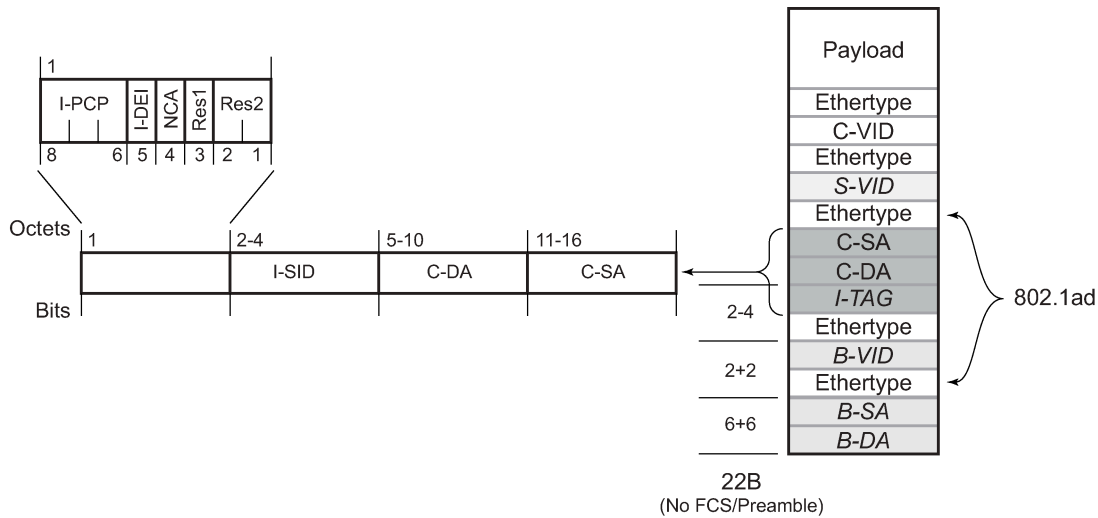 1
I-PCP
I-DEI
NCA
Res1
Res2
8 6 5 4 3 2 1
Octets
1 2-4 5-10 11-16
I-SID C-DA C-SA
Bits
Payload
Ethertype
C-VID
Ethertype
S-VID
Ethertype
C-SA
C-DA
I-TAG
Ethertype
B-VID
Ethertype
B-SA
B-DA
802.1ad
2-4
2+2
6+6
22B
(No FCS/Preamble)